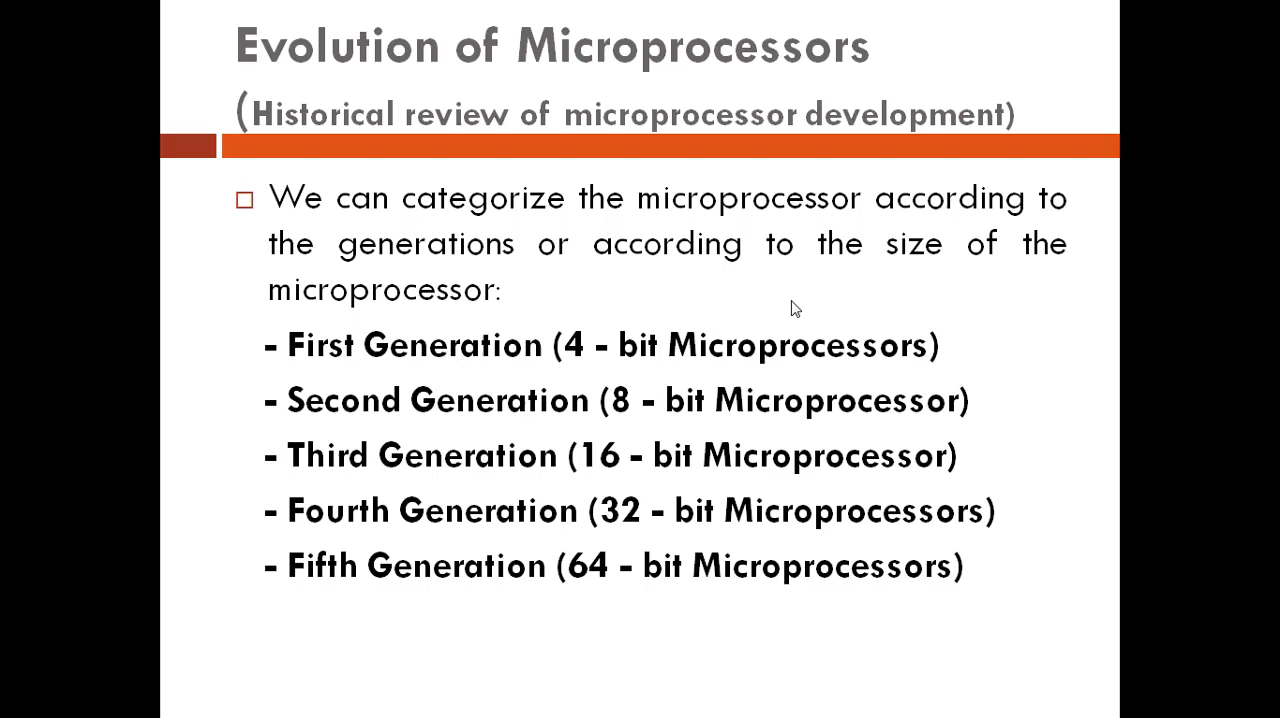 Evolution of Microprocessors
(Historical review of microprocessor development)
We can categorize the microprocessor according to
the generations or according to the size of the
microprocessor:
- First Generation (4 - bit Microprocessors)
- Second Generation (8 - bit Microprocessor)
- Third Generation (16 - bit Microprocessor)
- Fourth Generation (32 - bit Microprocessors)
- Fifth Generation (64 - bit Microprocessors)